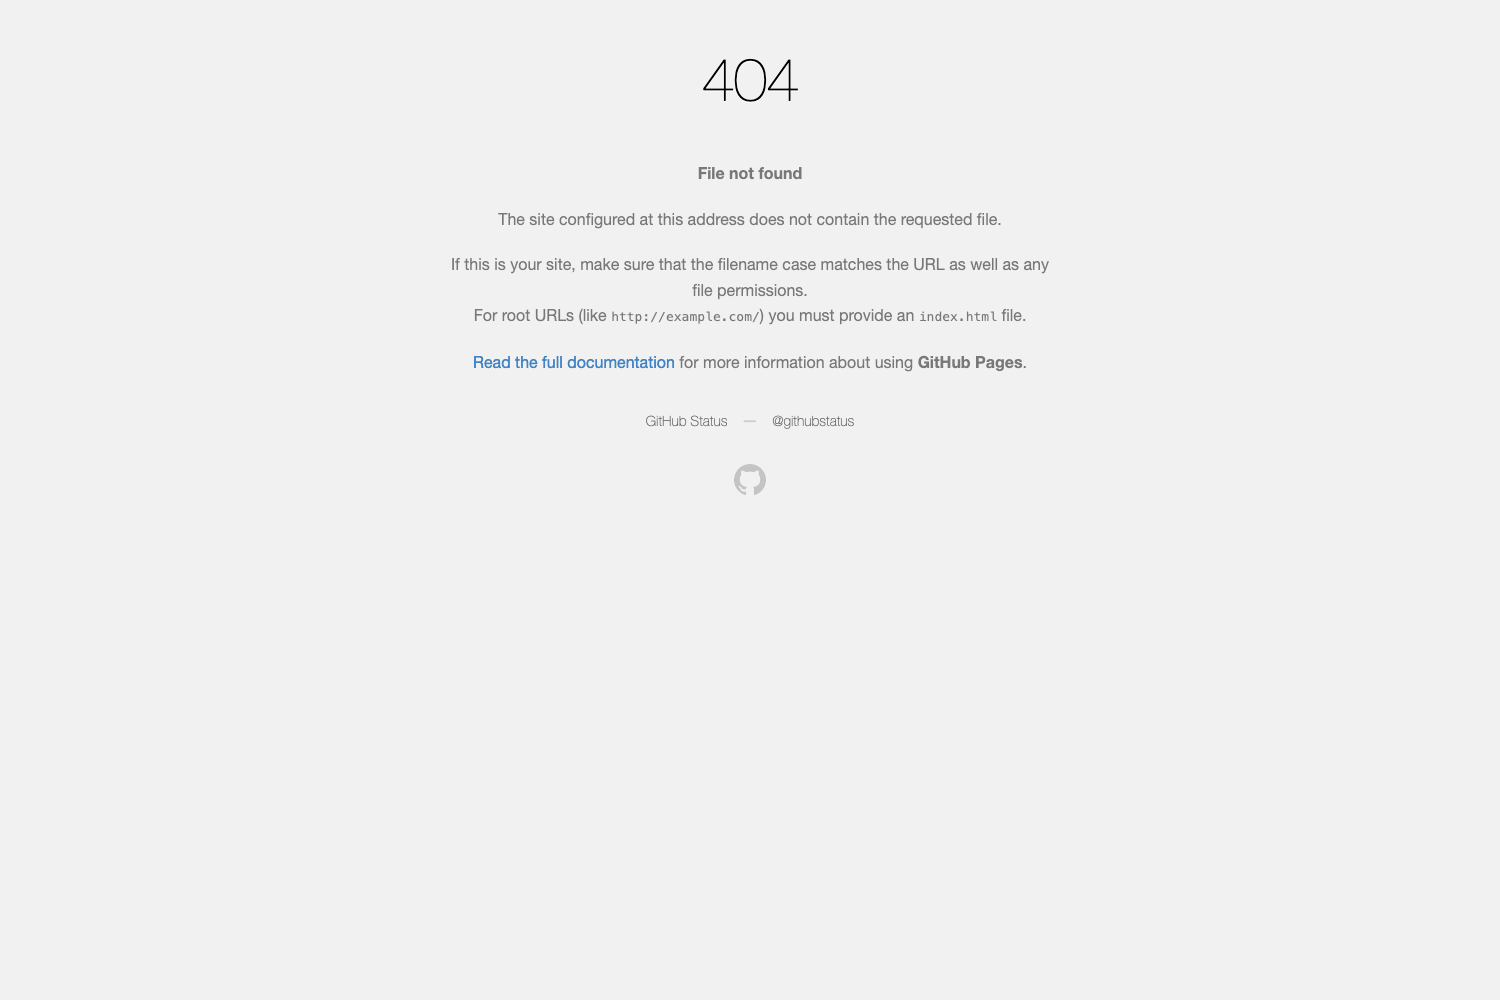 404
File not found
The site configured at this address does not contain the requested file.
If this is your site, make sure that the filename case matches the URL as well as any
file permissions.
For root URLs (like http://example.com/) you must provide an index.html file.
Read the full documentation for more information about using GitHub Pages.
GitHub Status — @githubstatus